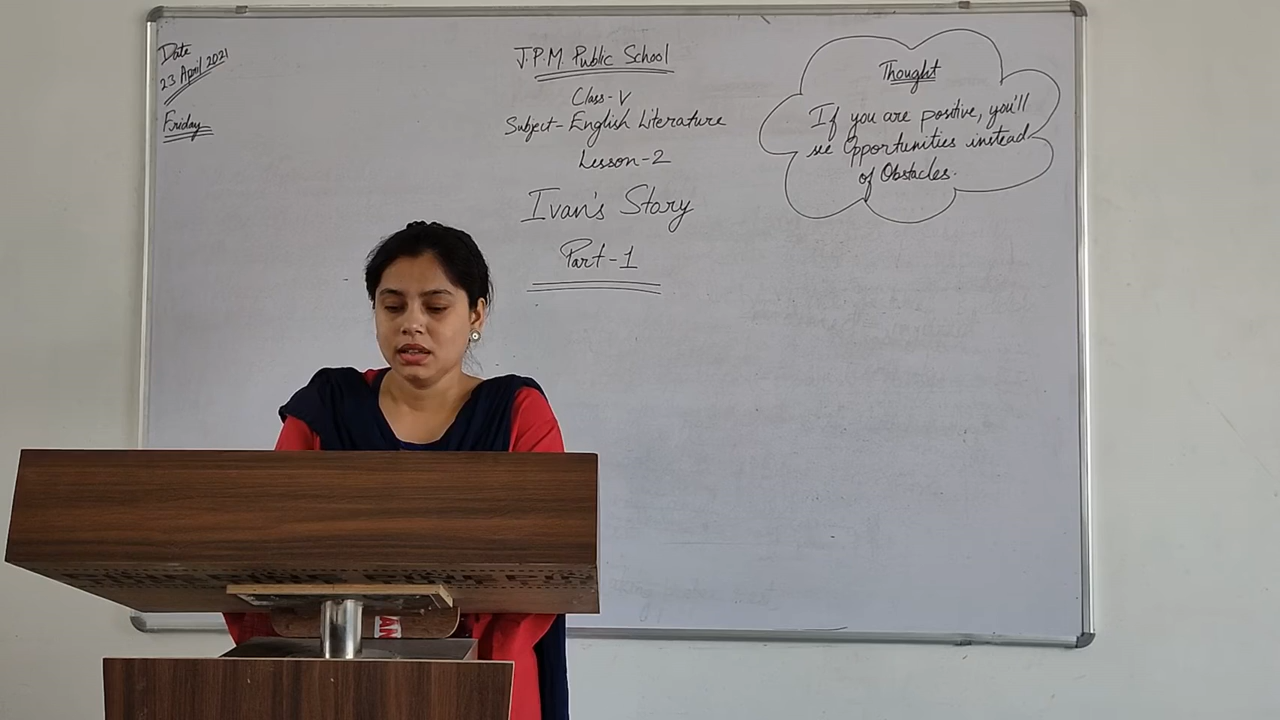 Date
23 April 2021
Friday
J.P.M. Public School
Class-V
Subject-English Literature
Lesson-2
Ivan's Story
Part-1
Thought
If you are positive, you'll
see Opportunities instead
of Obstacles.